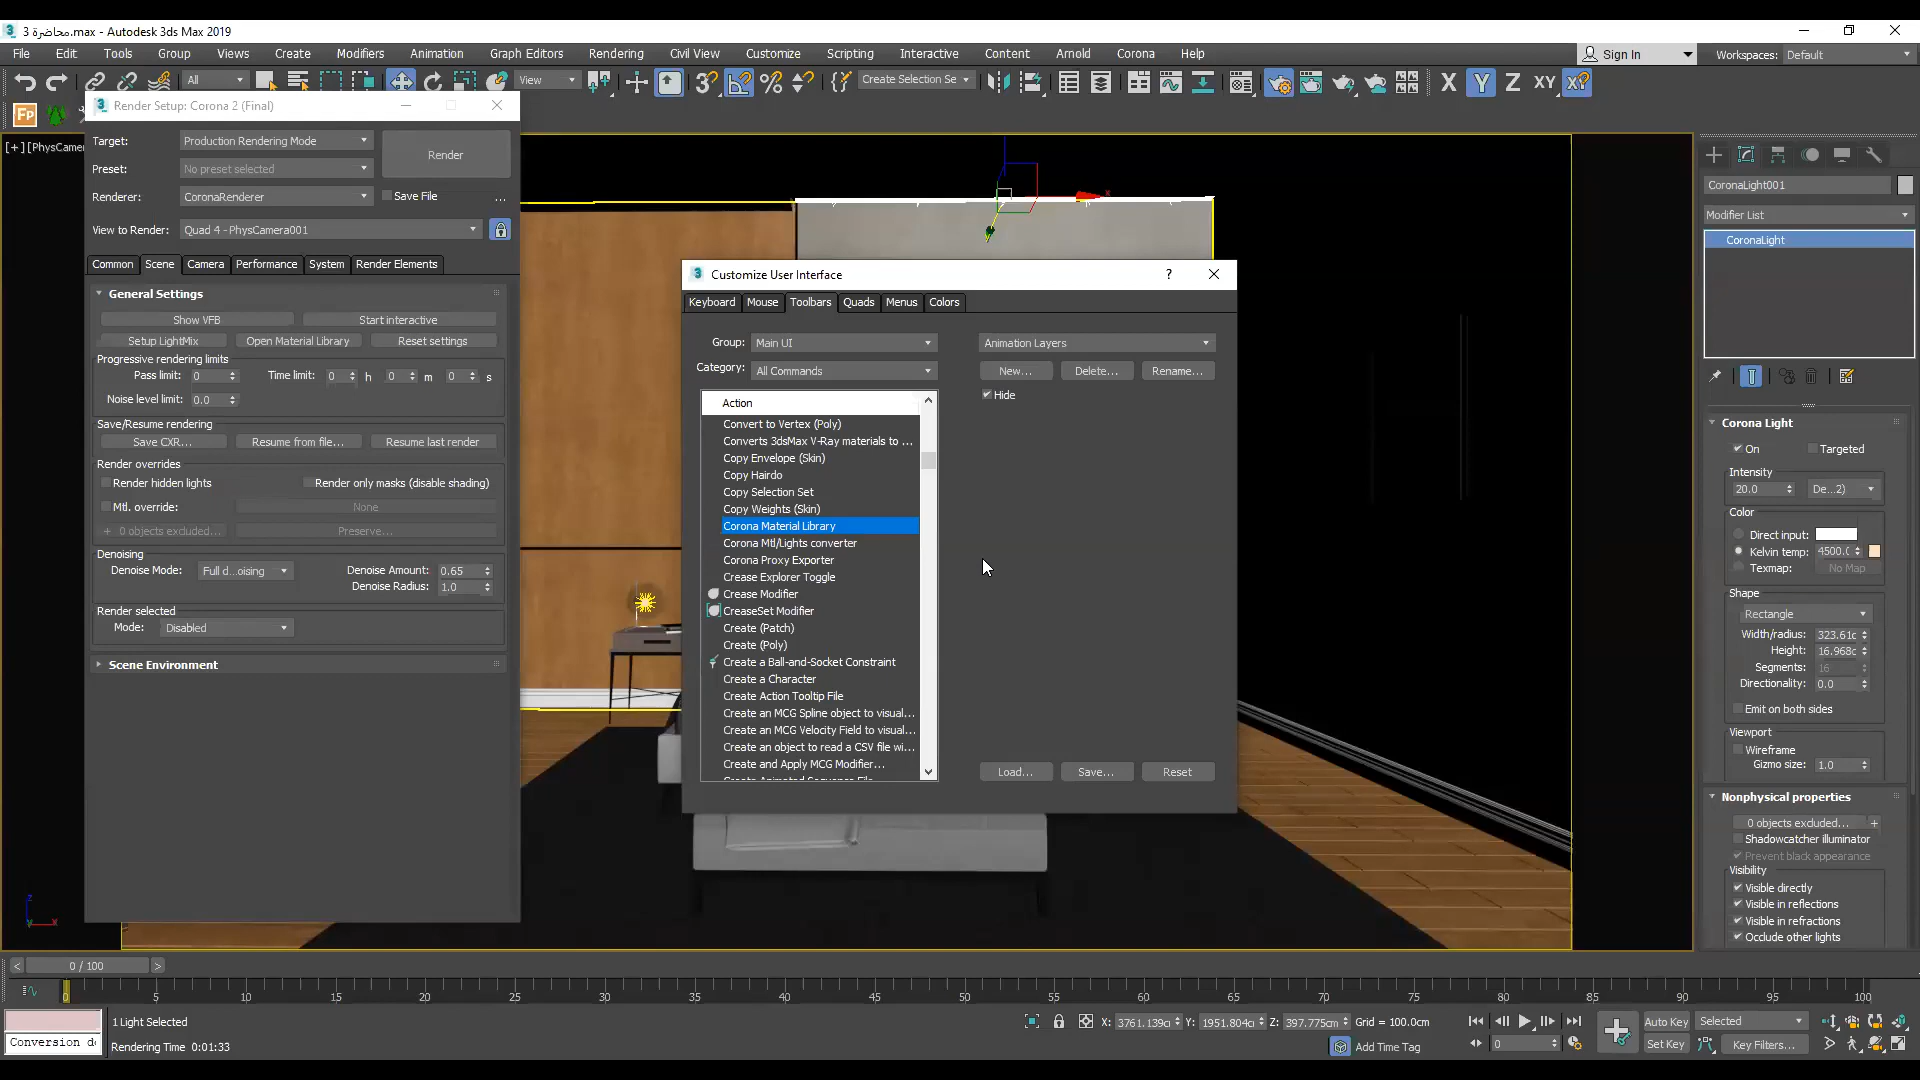 محاضرة 3.max - Autodesk 3ds Max 2019
File Edit Tools Group Views Create Modifiers Animation Graph Editors Rendering Civil View Customize Scripting Interactive Content Arnold Corona Help Sign In Workspaces: Default
All View Create Selection Se X Y Z XY
Render Setup: Corona 2 (Final)
[+] [PhysCame
Target: Production Rendering Mode Render
Preset: No preset selected
Renderer: CoronaRenderer Save File ...
View to Render: Quad 4 - PhysCamera001
Common Scene Camera Performance System Render Elements
General Settings
Show VFB Start interactive
Setup LightMix Open Material Library Reset settings
Progressive rendering limits
Pass limit: 0 Time limit: 0 h 0 m 0 s
Noise level limit: 0.0
Save/Resume rendering
Save CXR... Resume from file... Resume last render
Render overrides
Render hidden lights Render only masks (disable shading)
Mtl. override: None
+ 0 objects excluded... Preserve...
Denoising
Denoise Mode: Full d...oising Denoise Amount: 0.65
Denoise Radius: 1.0
Render selected
Mode: Disabled
Scene Environment
Customize User Interface ?
Keyboard Mouse Toolbars Quads Menus Colors
Group: Main UI Animation Layers
Category: All Commands New... Delete... Rename...
Hide
Action
Convert to Vertex (Poly)
Converts 3dsMax V-Ray materials to ...
Copy Envelope (Skin)
Copy Hairdo
Copy Selection Set
Copy Weights (Skin)
Corona Material Library
Corona Mtl/Lights converter
Corona Proxy Exporter
Crease Explorer Toggle
Crease Modifier
CreaseSet Modifier
Create (Patch)
Create (Poly)
Create a Ball-and-Socket Constraint
Create a Character
Create Action Tooltip File
Create an MCG Spline object to visual...
Create an MCG Velocity Field to visual...
Create an object to read a CSV file wi...
Create and Apply MCG Modifier...
Create Animated Sequence File
Load... Save... Reset
CoronaLight001
Modifier List
CoronaLight
Corona Light
On Targeted
Intensity
20.0 De...2)
Color
Direct input:
Kelvin temp: 4500.(
Texmap: No Map
Shape
Rectangle
Width/radius: 323.61c
Height: 16.968c
Segments: 16
Directionality: 0.0
Emit on both sides
Viewport
Wireframe
Gizmo size: 1.0
Nonphysical properties
0 objects excluded... +
Shadowcatcher illuminator
Prevent black appearance
Visibility
Visible directly
Visible in reflections
Visible in refractions
Occlude other lights
x
z
x
< 0 / 100 >
0 5 10 15 20 25 30 35 40 45 50 55 60 65 70 75 80 85 90 95 100
1 Light Selected X: 3761.139c Y: 1951.804c Z: 397.775cm Grid = 100.0cm Auto Key Selected
Conversion d Rendering Time 0:01:33 Add Time Tag 0 Set Key Key Filters...